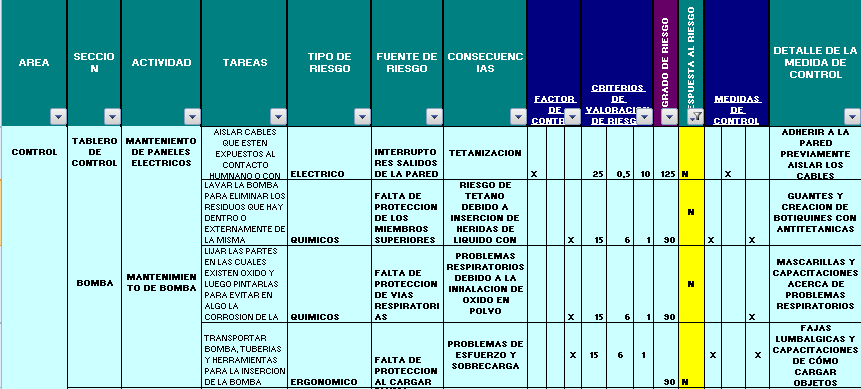 AREA
SECCIO
N
ACTIVIDAD
TAREAS
TIPO DE
RIESGO
FUENTE DE
RIESGO
CONSECUENC
IAS
FACTOR
DE
CONTR
CRITERIOS
DE
VALORACION
DE RIESG
GRADO DE RIESGO
ESPUESTA AL RIESGO
MEDIDAS
DE
CONTROL
DETALLE DE LA
MEDIDA DE
CONTROL
CONTROL
TABLERO
DE
CONTROL
MANTENIENTO
DE PANELES
ELECTRICOS
AISLAR CABLES
QUE ESTEN
EXPUESTOS AL
CONTACTO
HUMNANO O CON
ELECTRICO
INTERRUPTO
RES SALIDOS
DE LA PARED
TETANIZACION
X 25 0,5 10 125 N X
ADHERIR A LA
PARED
PREVIAMENTE
AISLAR LOS
CABLES
LAVAR LA BOMBA
PARA ELIMINAR LOS
RESIDUOS QUE HAY
DENTRO O
EXTERNAMENTE DE
LA MISMA
QUIMICOS
FALTA DE
PROTECCION
DE LOS
MIEMBROS
SUPERIORES
RIESGO DE
TETANO
DEBIDO A
INSERCION DE
HERIDAS DE
LIQUIDO CON
X 15 6 1 90 N X X
GUANTES Y
CREACION DE
BOTIQUINES CON
ANTITETANICAS
BOMBA
MANTENIMIEN
TO DE BOMBA
LIJAR LAS PARTES
EN LAS CUALES
EXISTEN OXIDO Y
LUEGO PINTARLAS
PARA EVITAR EN
ALGO LA
CORROSION DE LA
QUIMICOS
FALTA DE
PROTECCION
DE VIAS
RESPIRATORI
AS
PROBLEMAS
RESPIRATORIOS
DEBIDO A LA
INHALACION DE
OXIDO EN
POLVO
X 15 6 1 90 N X
MASCARILLAS Y
CAPACITACIONES
ACERCA DE
PROBLEMAS
RESPIRATORIOS
TRANSPORTAR
BOMBA, TUBERIAS
Y HERRAMIENTAS
PARA LA INSERCION
DE LA BOMBA
ERGONOMICO
FALTA DE
PROTECCION
AL CARGAR
PROBLEMAS DE
ESFUERZO Y
SOBRECARGA
X 15 6 1 90 N X X
FAJAS
LUMBALGICAS Y
CAPACITACIONES
DE CÓMO
CARGAR
OBJETOS